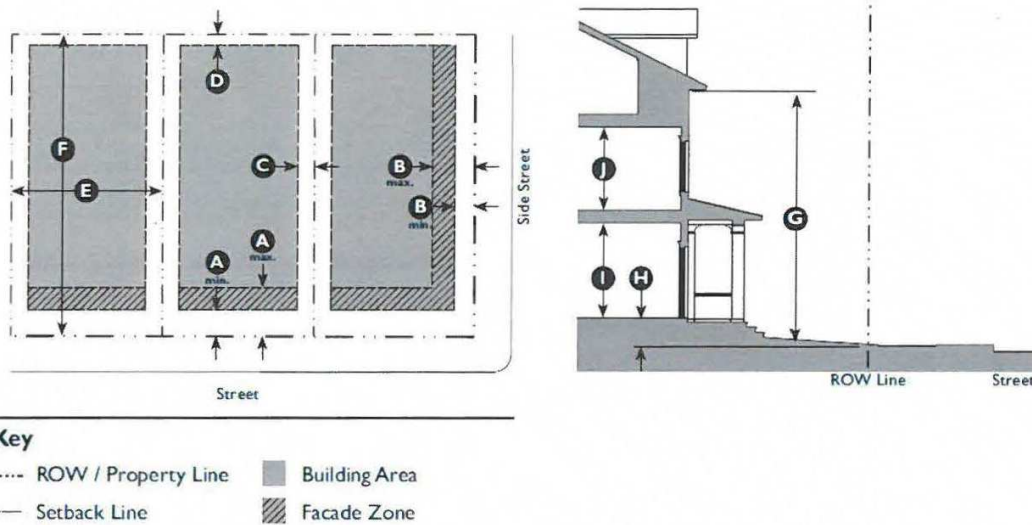 D
F
C
B
max.
E
B
min.
A
max.
A
min.
Side Street
Street
J
G
I
H
ROW Line
Street
Key
ROW / Property Line
Building Area
Setback Line
Facade Zone